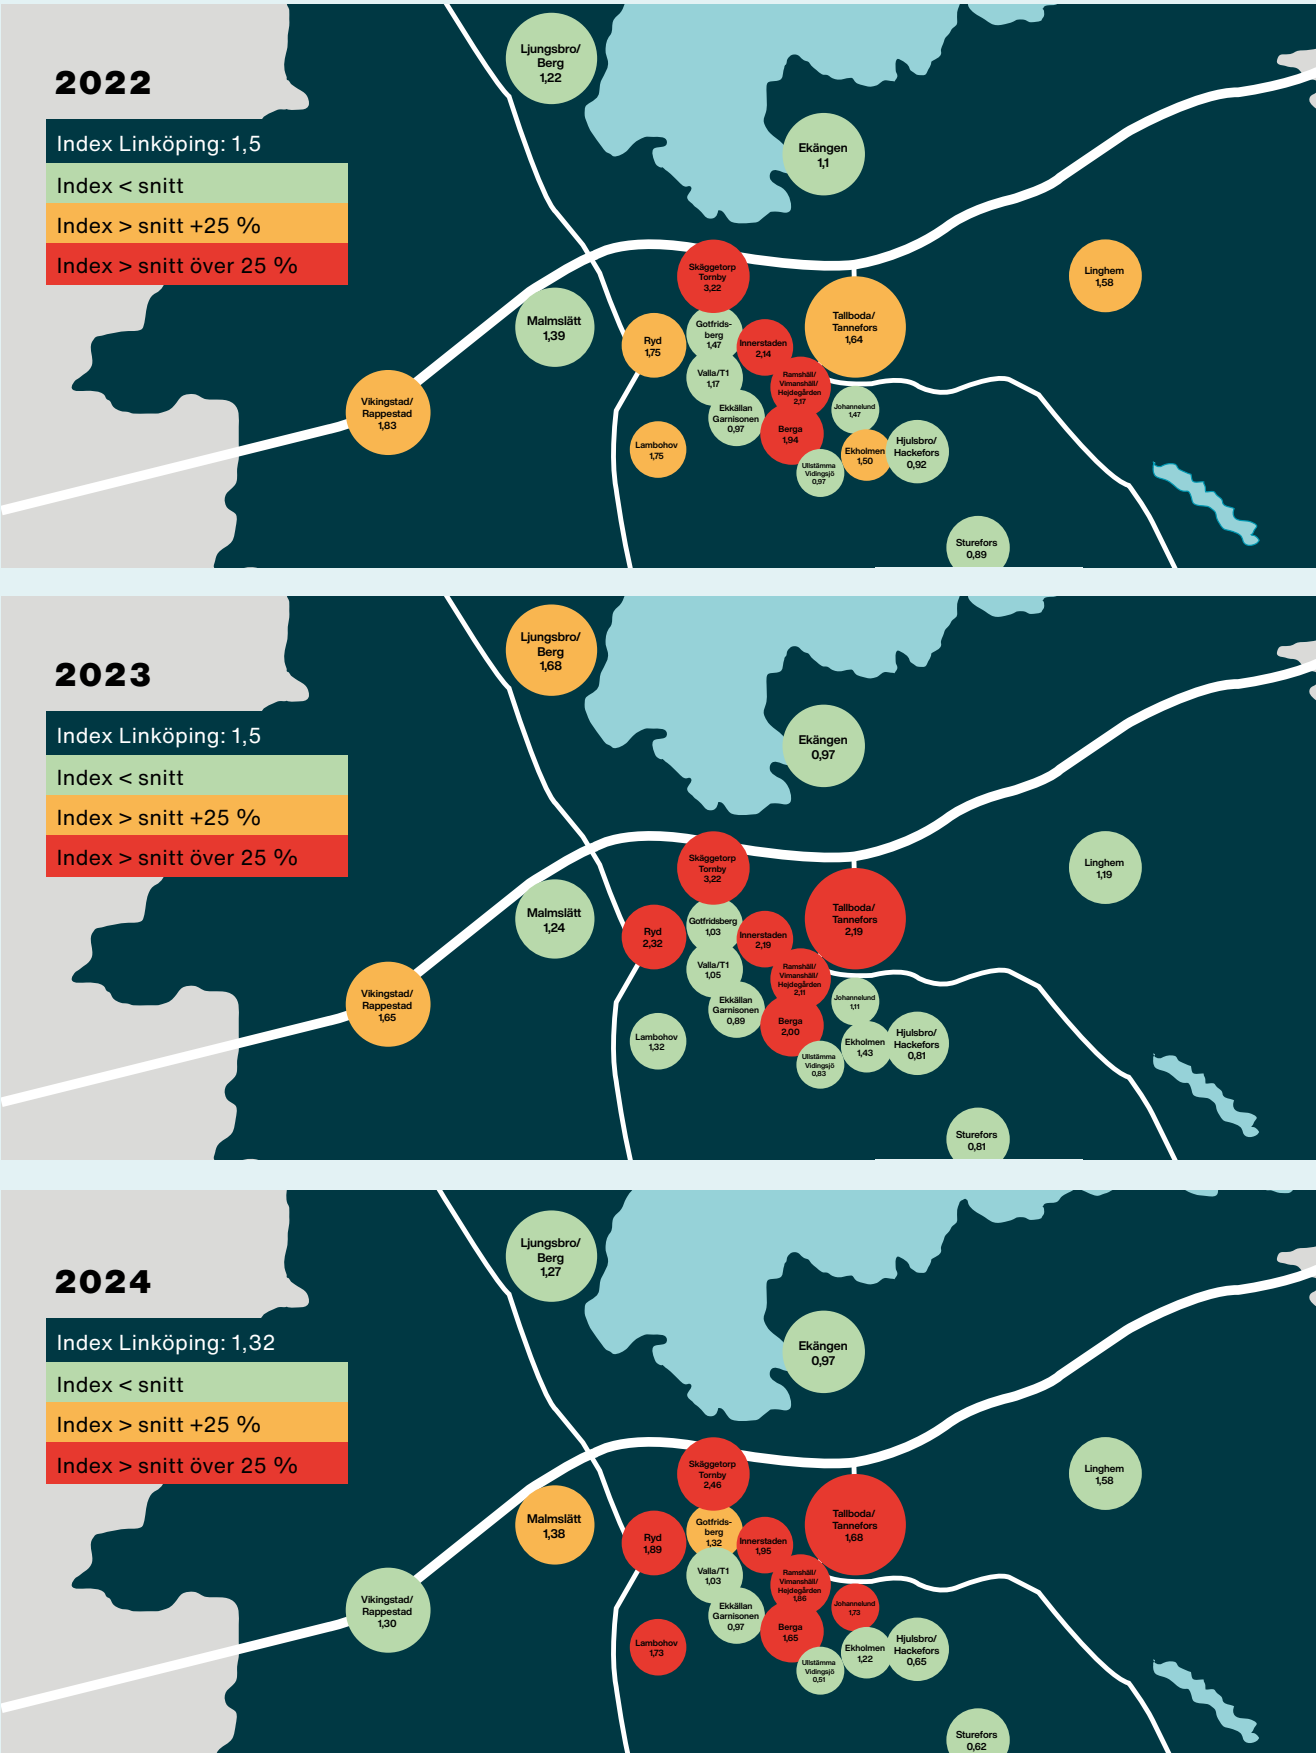 2022
Index Linköping: 1,5
Index < snitt
Index > snitt +25 %
Index > snitt över 25 %
Ljungsbro/
Berg
1,22
Ekängen
1,1
Skäggetorp
Tornby
3,22
Linghem
1,58
Malmslätt
1,39
Ryd
1,75
Gotfrids-
berg
1,47
Innerstaden
2,14
Tallboda/
Tannefors
1,64
Valla/T1
1,17
Ramshäll/
Vimanshäll/
Hejdegården
2,17
Vikingstad/
Rappestad
1,83
Ekkällan
Garnisonen
0,97
Johannelund
1,47
Berga
1,94
Lambohov
1,75
Ekholmen
1,50
Hjulsbro/
Hackefors
0,92
Ullstämma
Vidingsjö
0,97
Sturefors
0,89
2023
Index Linköping: 1,5
Index < snitt
Index > snitt +25 %
Index > snitt över 25 %
Ljungsbro/
Berg
1,68
Ekängen
0,97
Skäggetorp
Tornby
3,22
Linghem
1,19
Malmslätt
1,24
Ryd
2,32
Gotfridsberg
1,03
Innerstaden
2,19
Tallboda/
Tannefors
2,19
Valla/T1
1,05
Ramshäll/
Vimanshäll/
Hejdegården
2,11
Vikingstad/
Rappestad
1,65
Ekkällan
Garnisonen
0,89
Johannelund
1,11
Berga
2,00
Lambohov
1,32
Ekholmen
1,43
Hjulsbro/
Hackefors
0,81
Ullstämma
Vidingsjö
0,83
Sturefors
0,81
2024
Index Linköping: 1,32
Index < snitt
Index > snitt +25 %
Index > snitt över 25 %
Ljungsbro/
Berg
1,27
Ekängen
0,97
Skäggetorp
Tornby
2,46
Linghem
1,58
Malmslätt
1,38
Ryd
1,89
Gotfrids-
berg
1,32
Innerstaden
1,95
Tallboda/
Tannefors
1,68
Valla/T1
1,03
Ramshäll/
Vimanshäll/
Hejdegården
1,86
Vikingstad/
Rappestad
1,30
Ekkällan
Garnisonen
0,97
Johannelund
1,73
Berga
1,65
Lambohov
1,73
Ekholmen
1,22
Hjulsbro/
Hackefors
0,65
Ullstämma
Vidingsjö
0,51
Sturefors
0,62